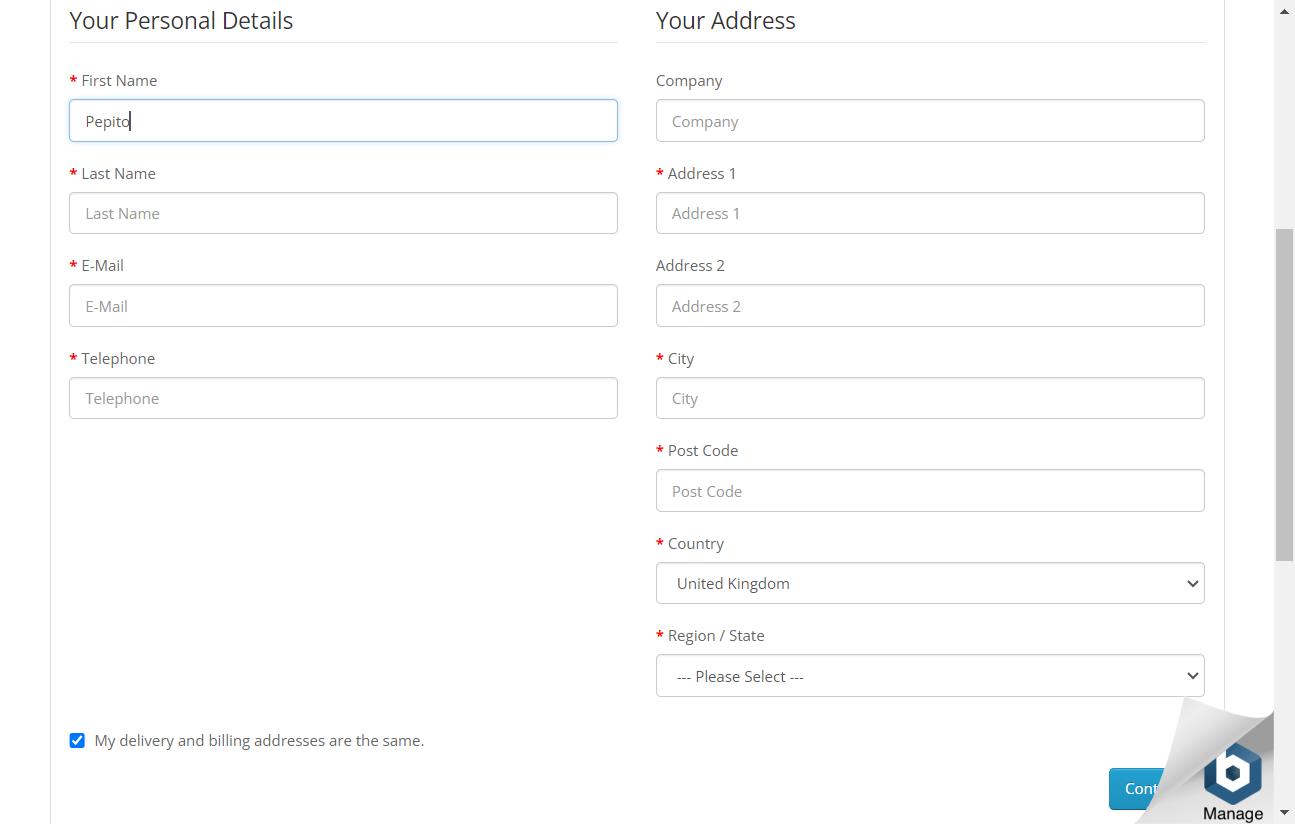 Your Personal Details
* First Name
Pepito
* Last Name
Last Name
* E-Mail
E-Mail
* Telephone
Telephone
Your Address
Company
Company
* Address 1
Address 1
Address 2
Address 2
* City
City
* Post Code
Post Code
* Country
United Kingdom
* Region / State
--- Please Select ---
My delivery and billing addresses are the same.
Cont
Manage